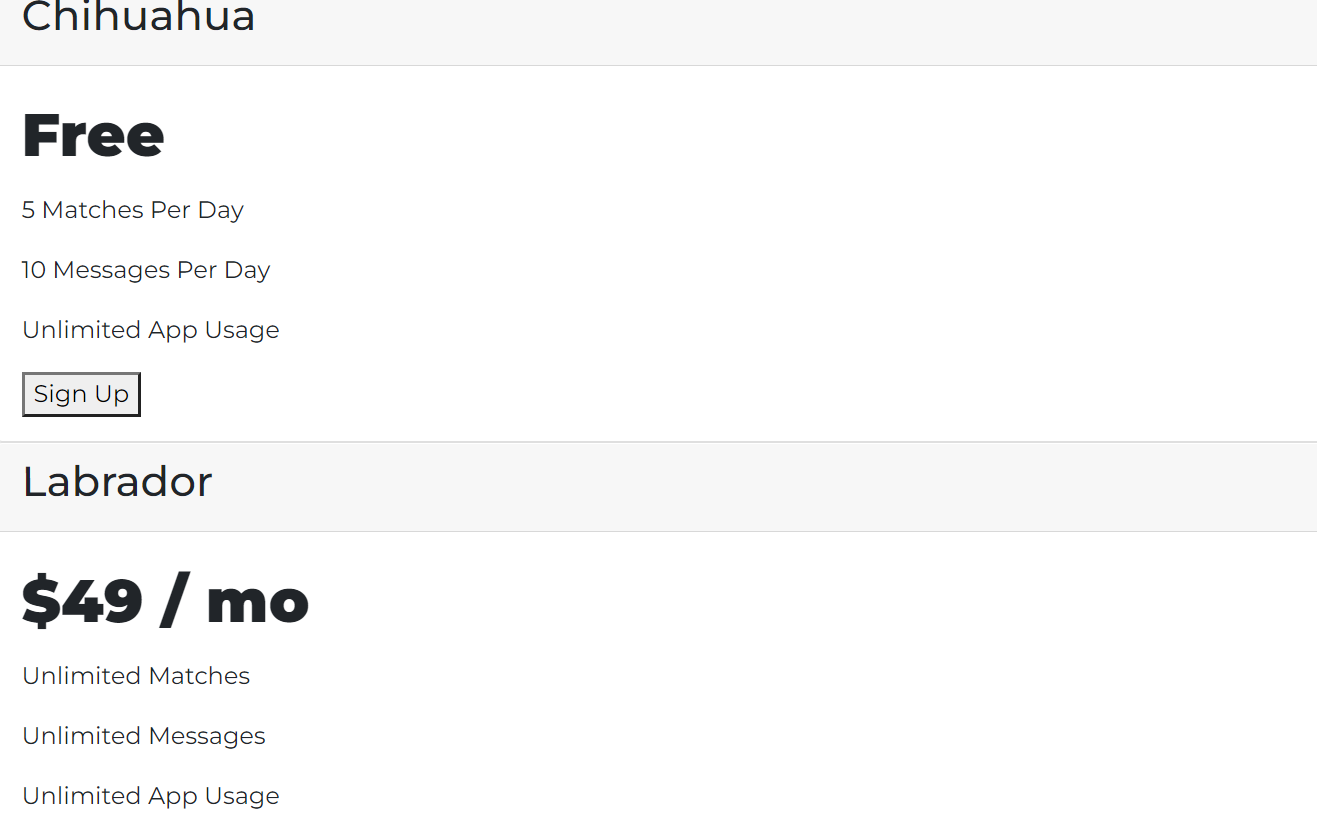 Chihuahua
Free
5 Matches Per Day
10 Messages Per Day
Unlimited App Usage
Sign Up
Labrador
$49 / mo
Unlimited Matches
Unlimited Messages
Unlimited App Usage